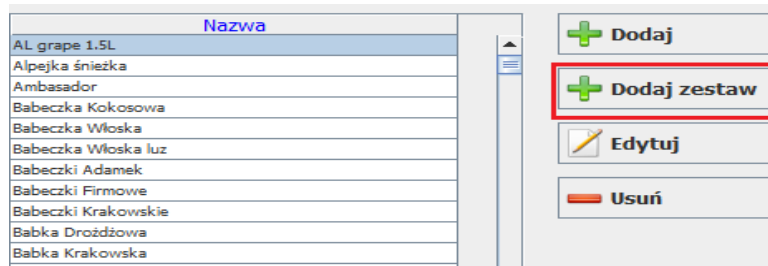 Nazwa
AL grape 1.5L
Alpejka śnieżka
Ambasador
Babeczka Kokosowa
Babeczka Włoska
Babeczka Włoska luz
Babeczki Adamek
Babeczki Firmowe
Babeczki Krakowskie
Babka Drożdżowa
Babka Krakowska
Dodaj
Dodaj zestaw
Edytuj
Usuń